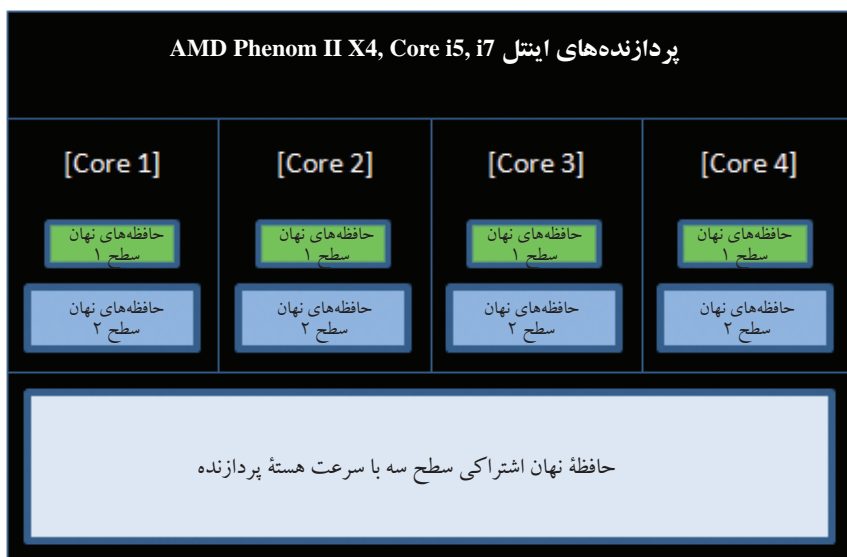 پردازنده‌های اینتل AMD Phenom II X4, Core i5, i7
[Core 1]
[Core 2]
[Core 3]
[Core 4]
حافظه‌های نهان
سطح ۱
حافظه‌های نهان
سطح ۱
حافظه‌های نهان
سطح ۱
حافظه‌های نهان
سطح ۱
حافظه‌های نهان
سطح ۲
حافظه‌های نهان
سطح ۲
حافظه‌های نهان
سطح ۲
حافظه‌های نهان
سطح ۲
حافظهٔ نهان اشتراکی سطح سه با سرعت هستهٔ پردازنده